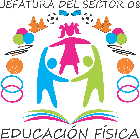 JEFATURA DEL SECTOR 08
EDUCACIÓN FÍSICA